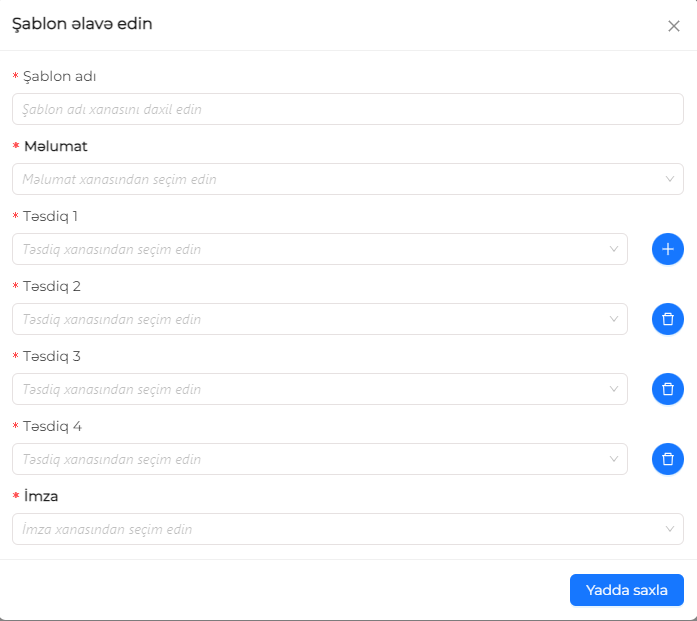 Şablon əlavə edin
* Şablon adı
Şablon adı xanasını daxil edin
* Məlumat
Məlumat xanasından seçim edin
* Təsdiq 1
Təsdiq xanasından seçim edin
* Təsdiq 2
Təsdiq xanasından seçim edin
* Təsdiq 3
Təsdiq xanasından seçim edin
* Təsdiq 4
Təsdiq xanasından seçim edin
* İmza
İmza xanasından seçim edin
Yadda saxla